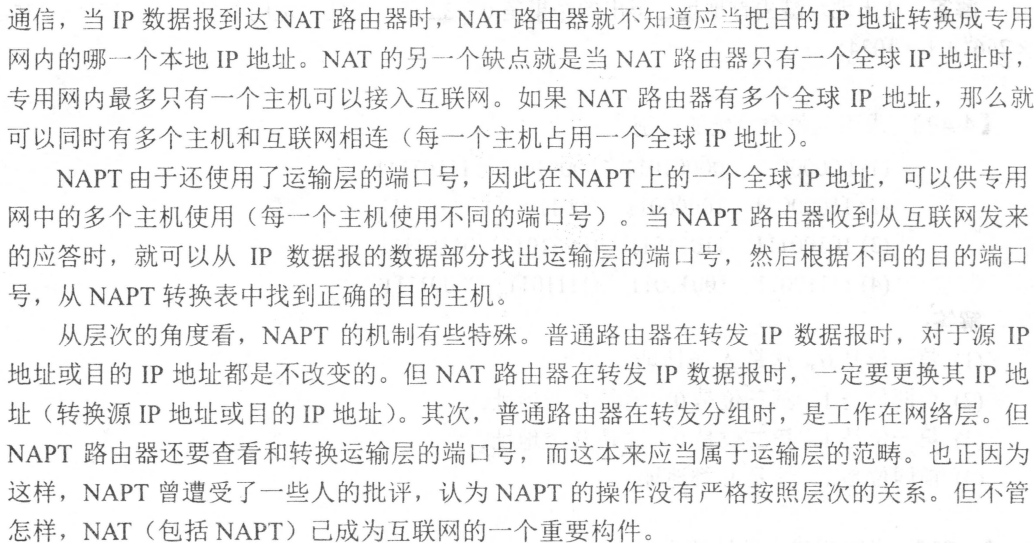 通信，当 IP 数据报到达 NAT 路由器时，NAT 路由器就不知道应当把目的 IP 地址转换成专用
网内的哪一个本地 IP 地址。NAT 的另一个缺点就是当 NAT 路由器只有一个全球 IP 地址时，
专用网内最多只有一个主机可以接入互联网。如果 NAT 路由器有多个全球 IP 地址，那么就
可以同时有多个主机和互联网相连（每一个主机占用一个全球 IP 地址）。
NAPT 由于还使用了运输层的端口号，因此在 NAPT 上的一个全球 IP 地址，可以供专用
网中的多个主机使用（每一个主机使用不同的端口号）。当 NAPT 路由器收到从互联网发来
的应答时，就可以从 IP 数据报的数据部分找出运输层的端口号，然后根据不同的目的端口
号，从 NAPT 转换表中找到正确的目的主机。
从层次的角度看，NAPT 的机制有些特殊。普通路由器在转发 IP 数据报时，对于源 IP
地址或目的 IP 地址都是不改变的。但 NAT 路由器在转发 IP 数据报时，一定要更换其 IP 地
址（转换源 IP 地址或目的 IP 地址）。其次，普通路由器在转发分组时，是工作在网络层。但
NAPT 路由器还要查看和转换运输层的端口号，而这本来应当属于运输层的范畴。也正因为
这样，NAPT 曾遭受了一些人的批评，认为 NAPT 的操作没有严格按照层次的关系。但不管
怎样，NAT（包括 NAPT）已成为互联网的一个重要构件。